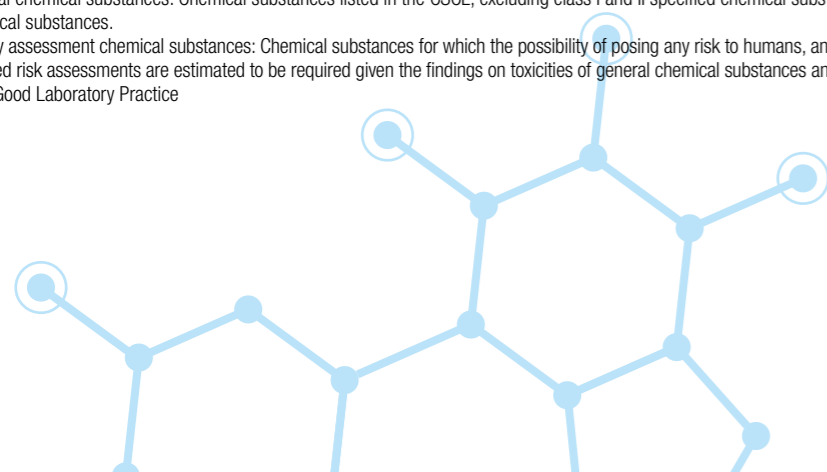 al chemical substances: Chemical substances listed in the CSCL, excluding class I and II specified chemical subs
cal substances.
y assessment chemical substances: Chemical substances for which the possibility of posing any risk to humans, an
ed risk assessments are estimated to be required given the findings on toxicities of general chemical substances an
Good Laboratory Practice